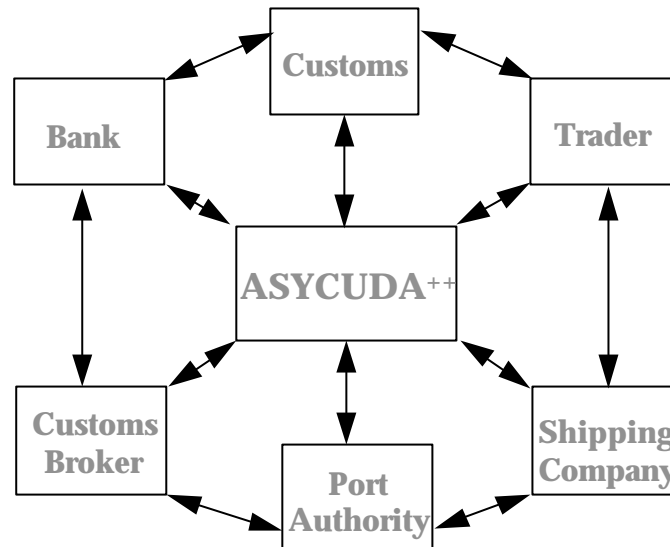 Customs
Bank
Trader
ASYCUDA++
Customs
Broker
Shipping
Company
Port
Authority